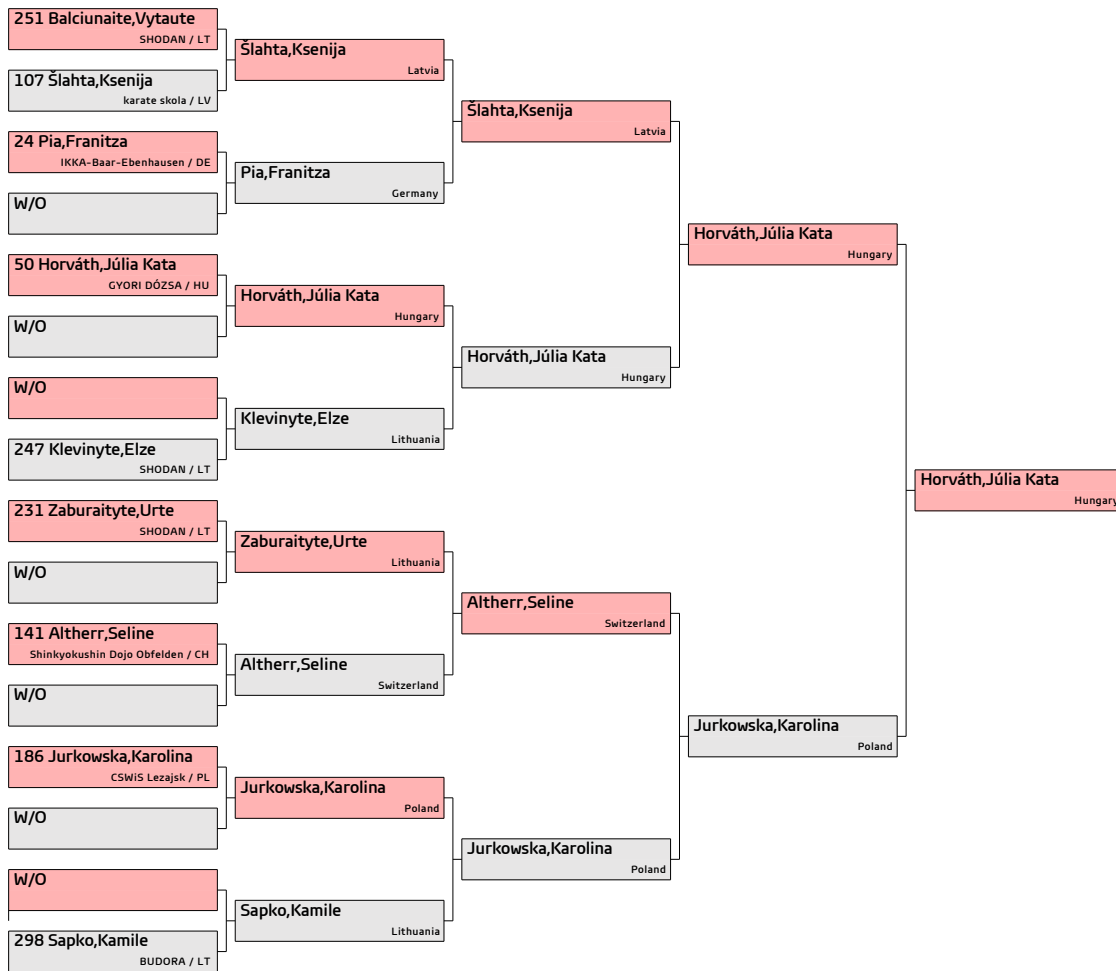 251 Balciunaite,Vytaute
SHODAN / LT
107 Šlahta,Ksenija
karate skola / LV
24 Pia,Franitza
IKKA-Baar-Ebenhausen / DE
W/O
50 Horváth,Júlia Kata
GYORI DÓZSA / HU
W/O
W/O
247 Klevinyte,Elze
SHODAN / LT
231 Zaburaityte,Urte
SHODAN / LT
W/O
141 Altherr,Seline
Shinkyokushin Dojo Obfelden / CH
W/O
186 Jurkowska,Karolina
CSWiS Lezajsk / PL
W/O
W/O
298 Sapko,Kamile
BUDORA / LT
Šlahta,Ksenija
Latvia
Pia,Franitza
Germany
Horváth,Júlia Kata
Hungary
Klevinyte,Elze
Lithuania
Zaburaityte,Urte
Lithuania
Altherr,Seline
Switzerland
Jurkowska,Karolina
Poland
Sapko,Kamile
Lithuania
Šlahta,Ksenija
Latvia
Horváth,Júlia Kata
Hungary
Altherr,Seline
Switzerland
Jurkowska,Karolina
Poland
Horváth,Júlia Kata
Hungary
Jurkowska,Karolina
Poland
Horváth,Júlia Kata
Hungary